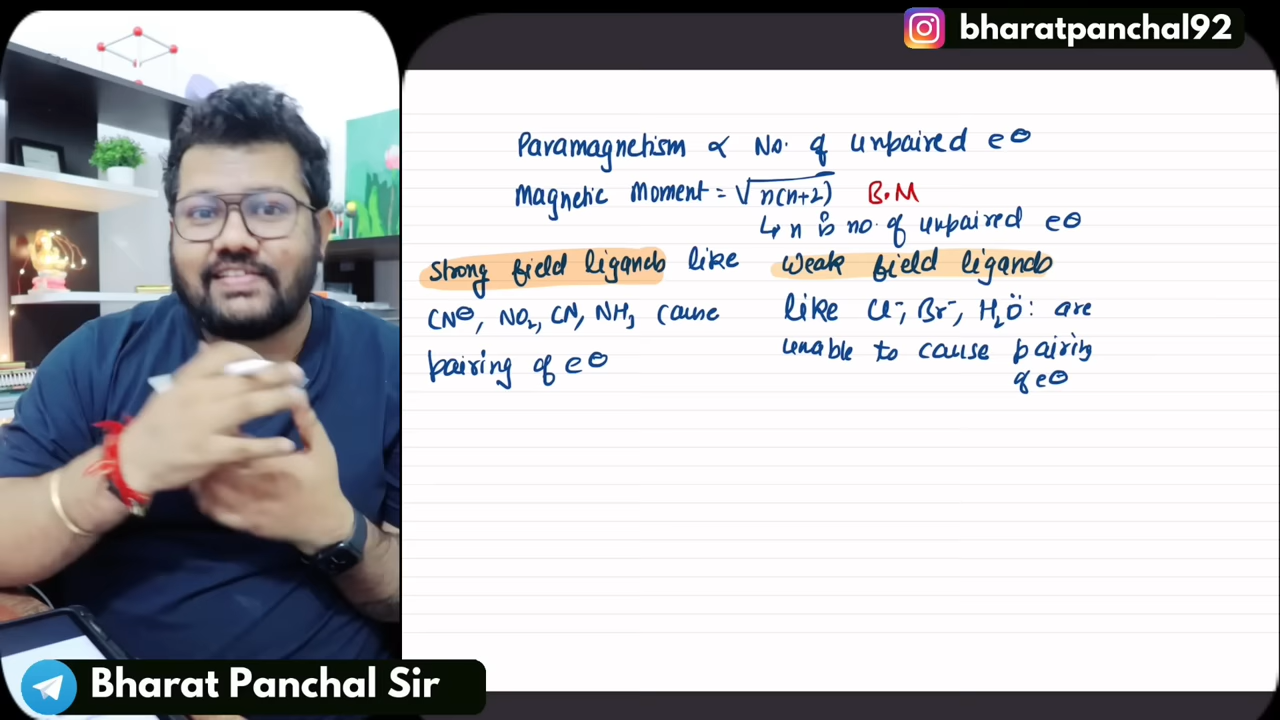 bharatpanchal92
Paramagnetism ∝ No. of unpaired e⊖
Magnetic Moment = √n(n+2) B.M
↳ n is no. of unpaired e⊖
Strong field ligands like
CN⊖, NO2, CN, NH3 cause
pairing of e⊖
Weak field ligands
like Cl⁻, Br⁻, H2Ö: are
unable to cause pairing
of e⊖
Bharat Panchal Sir